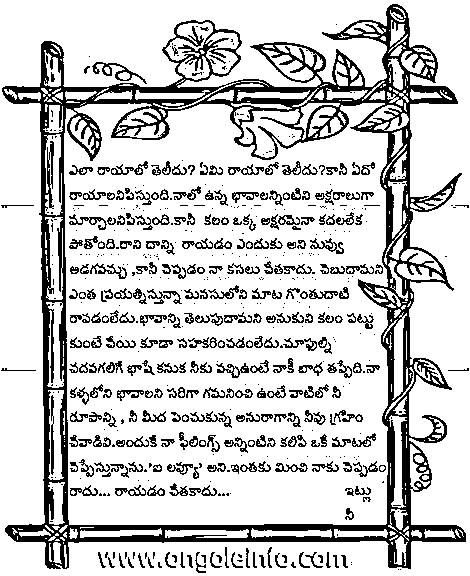 ఎలా రాయాలో తెలీదు? ఏమి రాయాలో తెలీదు?కానీ ఏదో
రాయాలనిపిస్తుంది.నాలో ఉన్న భావాలన్నింటిని అక్షరాలుగా
మార్చాలనిపిస్తుంది.కానీ కలం ఒక్క అక్షరమైనా కదలలేక
పోతోంది.రాని దాన్ని రాయడం ఎందుకు అని నువ్వు
అడగవచ్చు ,కానీ చెప్పడం నా కసలు చేతకాదు. చెబుదామని
ఎంత ప్రయత్నిస్తున్నా మనసులోని మాట గొంతుదాటి
రావడంలేదు.భావాన్ని తెలుపుదామని అనుకుని కలం పట్టు
కుంటే చేయి కూడా సహకరించడంలేదు.చూపుల్ని
చదవగలిగే భాషే కనుక నీకు వచ్చిఉంటే నాకీ బాధ తప్పేది.నా
కళ్ళలోని భావాలని సరిగా గమనించి ఉంటే వాటిలో నీ
రూపాన్ని , నీ మీద పెంచుకున్న అనురాగాన్ని నీవు గ్రహిం
చేవాడివి.అందుకే నా ఫీలింగ్స్ అన్నింటిని కలిపి ఒకే మాటలో
చెప్పేస్తున్నాను.'ఐ లవ్యూ' అని.ఇంతకు మించి నాకు చెప్పడం
రాదు... రాయడం చేతకాదు... ఇట్లు
నీ
www.ongoleinfo.com